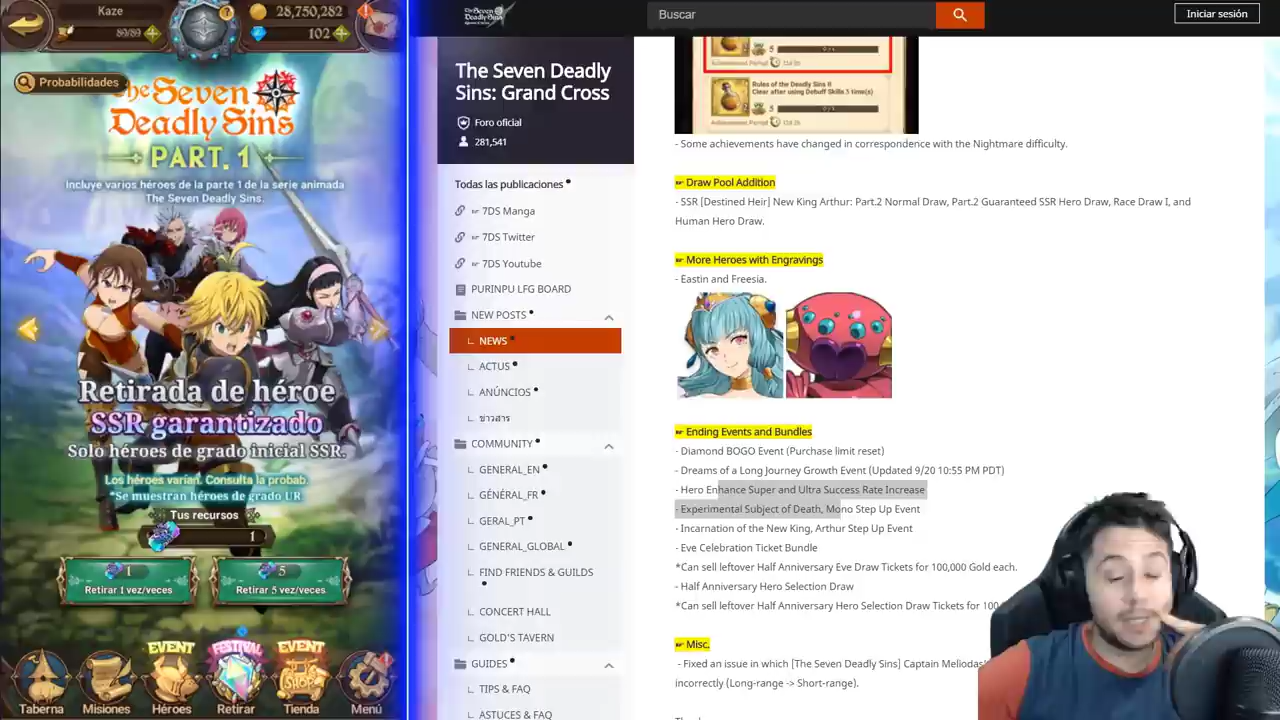 Kaze
89/89
28,750,282
102
Probabilidades
The Seven
Deadly Sins
PART. 1
Incluye varios héroes de la parte 1 de la serie animada
The Seven Deadly Sins.
Retirada de héroe
SSR garantizado
Solo héroes de grado inicial SSR.
Los héroes varían. Consulta la probab.
*Se muestran héroes de grado UR.
Tus recursos
1
1
Retirar 1 vez/veces
5
Retirar 5 vez/veces
EVENT
FESTIVAL
Taberna
Misiones
Héroes
Retirar
Tienda
Menú
The Seven Deadly
Sins: Grand Cross
Foro oficial
281,541
Todas las publicaciones
☞ 7DS Manga
☞ 7DS Twitter
☞ 7DS Youtube
PURINPU LFG BOARD
NEW POSTS
NEWS
ACTUS
ANÚNCIOS
ข่าวสาร
COMMUNITY
GENERAL_EN
GÉNÉRAL_FR
GERAL_PT
GENERAL_GLOBAL
FIND FRIENDS & GUILDS
CONCERT HALL
GOLD'S TAVERN
GUIDES
TIPS & FAQ
ASTUCES & FAQ
Buscar
Iniciar sesión
5
Achievement Period
Rules of the Deadly Sins II
Clear after using Debuff Skills 3 time(s)
5
Achievement Period
- Some achievements have changed in correspondence with the Nightmare difficulty.
☞ Draw Pool Addition
- SSR [Destined Heir] New King Arthur: Part.2 Normal Draw, Part.2 Guaranteed SSR Hero Draw, Race Draw I, and
Human Hero Draw.
☞ More Heroes with Engravings
- Eastin and Freesia.
☞ Ending Events and Bundles
- Diamond BOGO Event (Purchase limit reset)
- Dreams of a Long Journey Growth Event (Updated 9/20 10:55 PM PDT)
- Hero Enhance Super and Ultra Success Rate Increase
- Experimental Subject of Death, Mono Step Up Event
- Incarnation of the New King, Arthur Step Up Event
- Eve Celebration Ticket Bundle
*Can sell leftover Half Anniversary Eve Draw Tickets for 100,000 Gold each.
- Half Anniversary Hero Selection Draw
*Can sell leftover Half Anniversary Hero Selection Draw Tickets for 100
☞ Misc.
- Fixed an issue in which [The Seven Deadly Sins] Captain Meliodas'
incorrectly (Long-range -> Short-range).